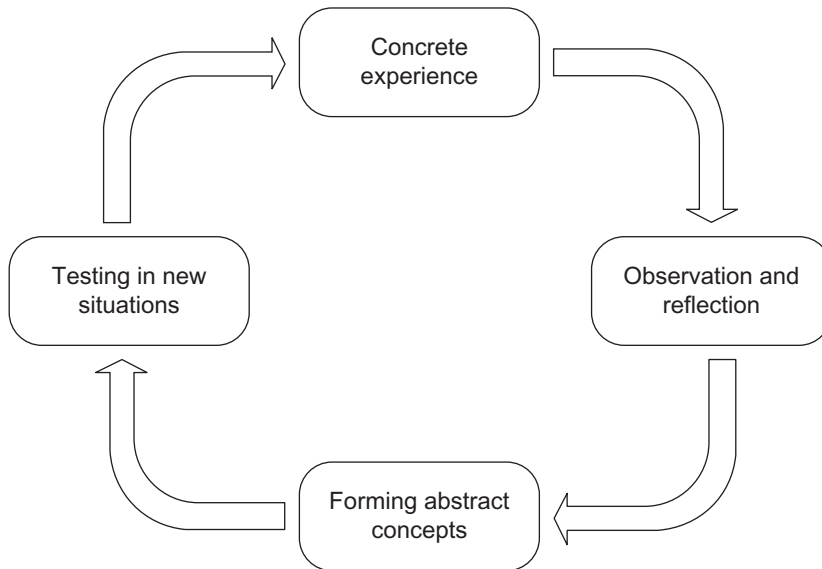 Concrete
experience
Testing in new
situations
Observation and
reflection
Forming abstract
concepts